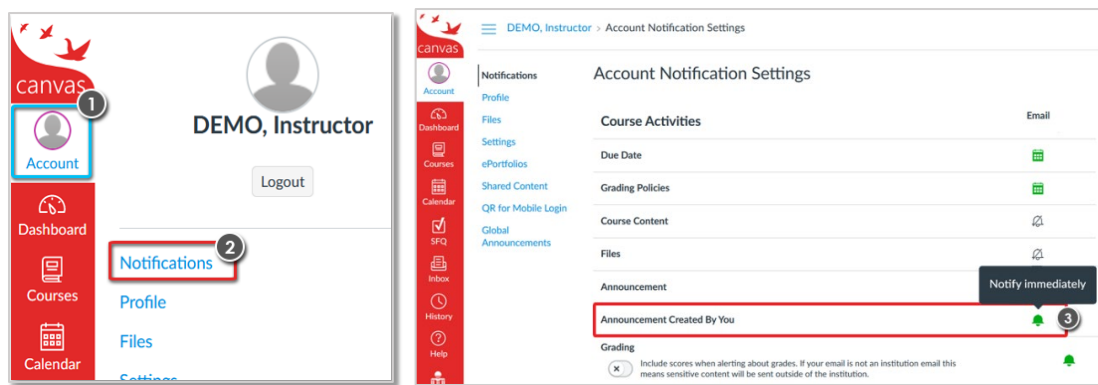 canvas
1
Account
Dashboard
Courses
Calendar
DEMO, Instructor
Logout
2
Notifications
Profile
Files
Settings
canvas
Account
Dashboard
Courses
Calendar
SFQ
Inbox
History
Help
DEMO, Instructor > Account Notification Settings
Notifications
Profile
Files
Settings
ePortfolios
Shared Content
QR for Mobile Login
Global
Announcements
Account Notification Settings
Course Activities
Email
Due Date
Grading Policies
Course Content
Files
Announcement
Notify immediately
Announcement Created By You
3
Grading
Include scores when alerting about grades. If your email is not an institution email this
means sensitive content will be sent outside of the institution.